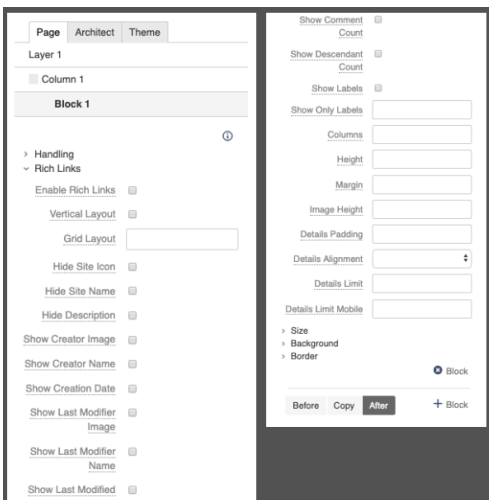 Page Architect Theme
Layer 1
Column 1
Block 1
Handling
Rich Links
Enable Rich Links
Vertical Layout
Grid Layout
Hide Site Icon
Hide Site Name
Hide Description
Show Creator Image
Show Creator Name
Show Creation Date
Show Last Modifier
Image
Show Last Modifier
Name
Show Last Modified
Show Comment
Count
Show Descendant
Count
Show Labels
Show Only Labels
Columns
Height
Margin
Image Height
Details Padding
Details Alignment
Details Limit
Details Limit Mobile
Size
Background
Border
Block
Before Copy After + Block